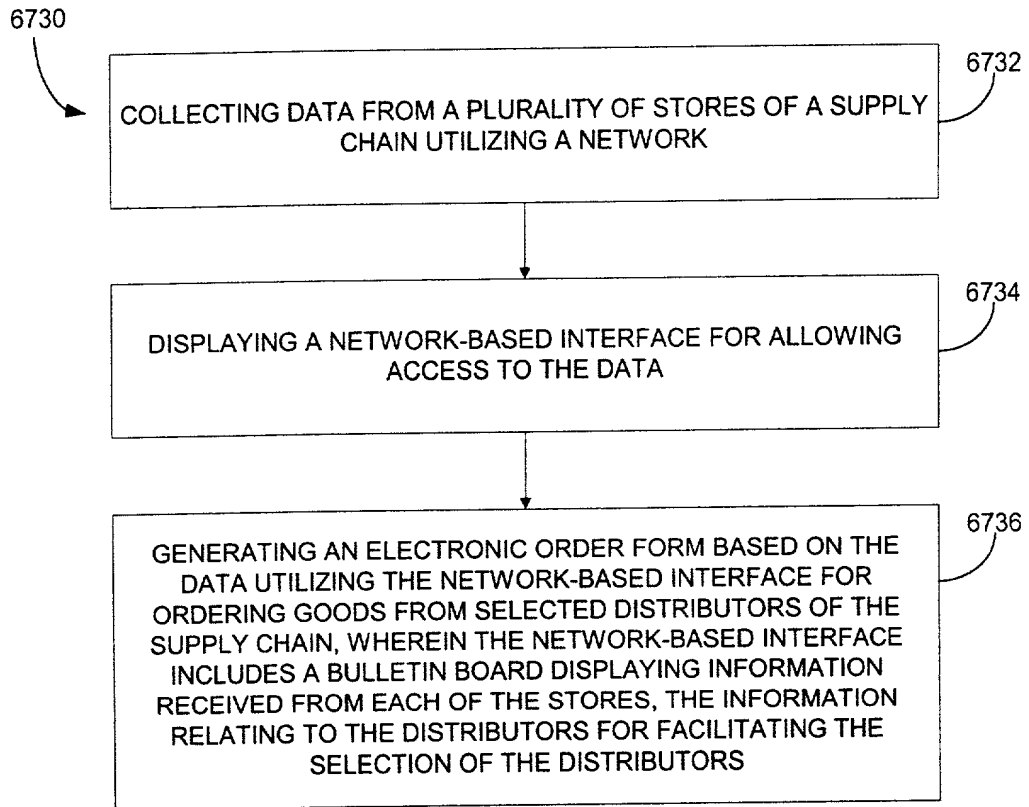 6730
6732
COLLECTING DATA FROM A PLURALITY OF STORES OF A SUPPLY
CHAIN UTILIZING A NETWORK
6734
DISPLAYING A NETWORK-BASED INTERFACE FOR ALLOWING
ACCESS TO THE DATA
6736
GENERATING AN ELECTRONIC ORDER FORM BASED ON THE
DATA UTILIZING THE NETWORK-BASED INTERFACE FOR
ORDERING GOODS FROM SELECTED DISTRIBUTORS OF THE
SUPPLY CHAIN, WHEREIN THE NETWORK-BASED INTERFACE
INCLUDES A BULLETIN BOARD DISPLAYING INFORMATION
RECEIVED FROM EACH OF THE STORES, THE INFORMATION
RELATING TO THE DISTRIBUTORS FOR FACILITATING THE
SELECTION OF THE DISTRIBUTORS